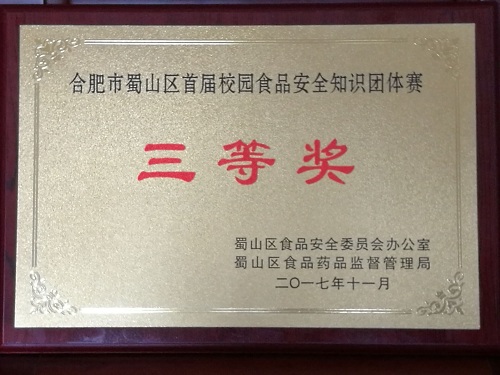 合肥市蜀山区首届校园食品安全知识团体赛
三等奖
蜀山区食品安全委员会办公室
蜀山区食品药品监督管理局
二〇一七年十一月